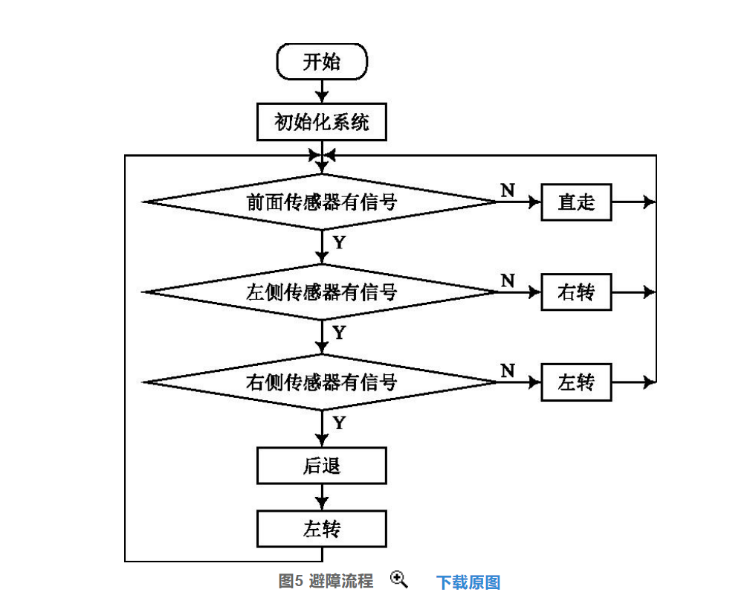 开始
初始化系统
前面传感器有信号
N
直走
Y
左侧传感器有信号
N
右转
Y
右侧传感器有信号
N
左转
Y
后退
左转
图5 避障流程
下载原图